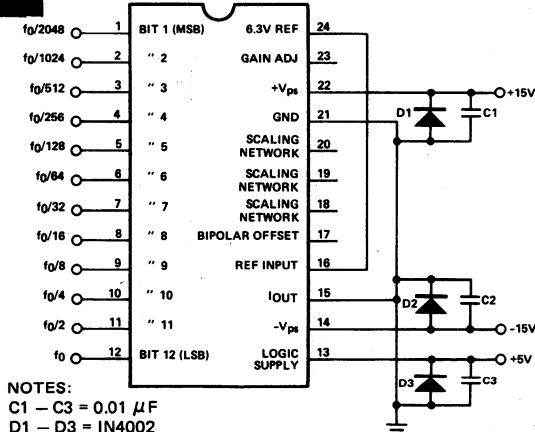 f0/2048 1 BIT 1 (MSB) 6.3V REF 24
f0/1024 2 " 2 GAIN ADJ 23
f0/512 3 " 3 +Vps 22 +15V
D1 C1
f0/256 4 " 4 GND 21
f0/128 5 " 5 SCALING NETWORK 20
f0/64 6 " 6 SCALING NETWORK 19
f0/32 7 " 7 SCALING NETWORK 18
f0/16 8 " 8 BIPOLAR OFFSET 17
f0/8 9 " 9 REF INPUT 16
f0/4 10 " 10 IOUT 15
D2 C2
f0/2 11 " 11 -Vps 14 -15V
f0 12 BIT 12 (LSB) LOGIC SUPPLY 13 +5V
D3 C3
NOTES:
C1 – C3 = 0.01 μF
D1 – D3 = IN4002